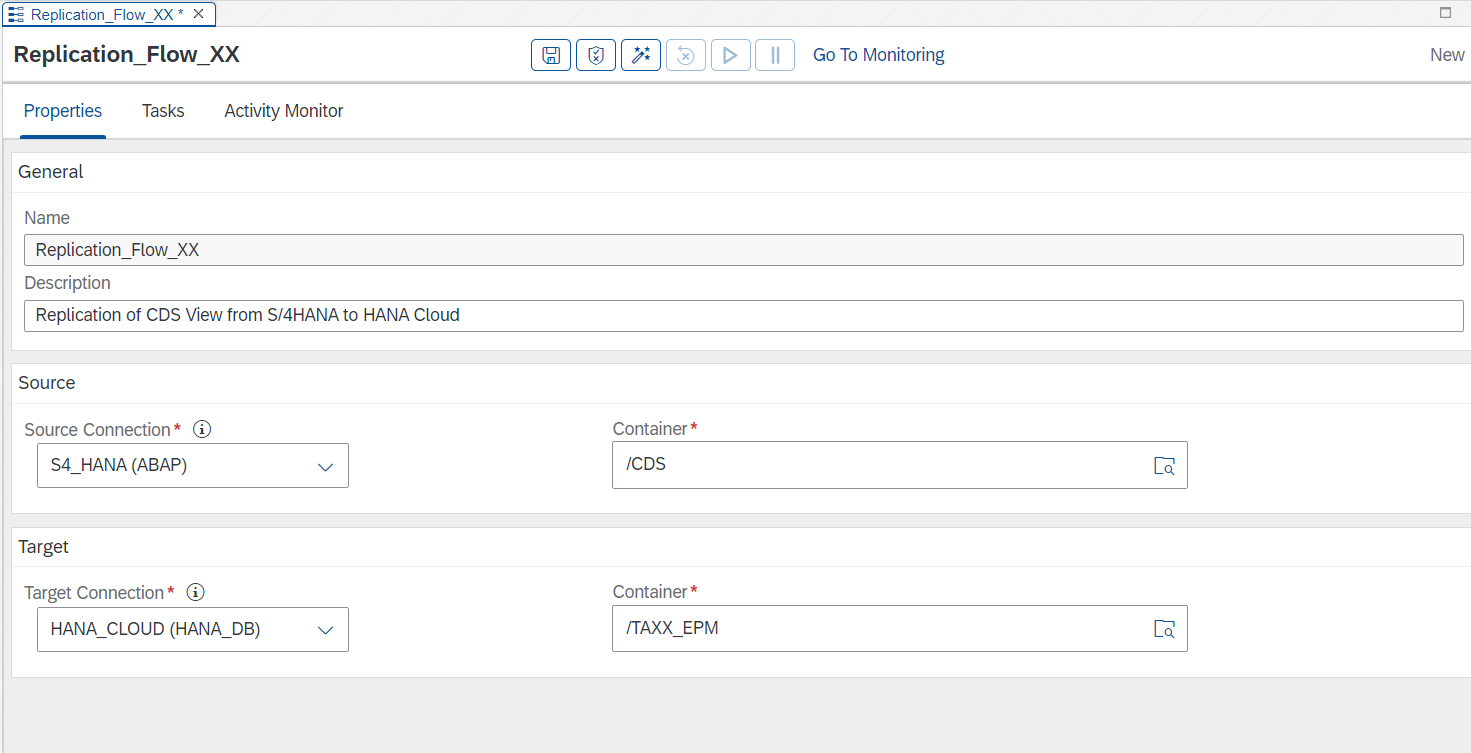 Replication_Flow_XX *
Replication_Flow_XX
Go To Monitoring
New
Properties
Tasks
Activity Monitor
General
Name
Replication_Flow_XX
Description
Replication of CDS View from S/4HANA to HANA Cloud
Source
Source Connection*
Container*
S4_HANA (ABAP)
/CDS
Target
Target Connection*
Container*
HANA_CLOUD (HANA_DB)
/TAXX_EPM